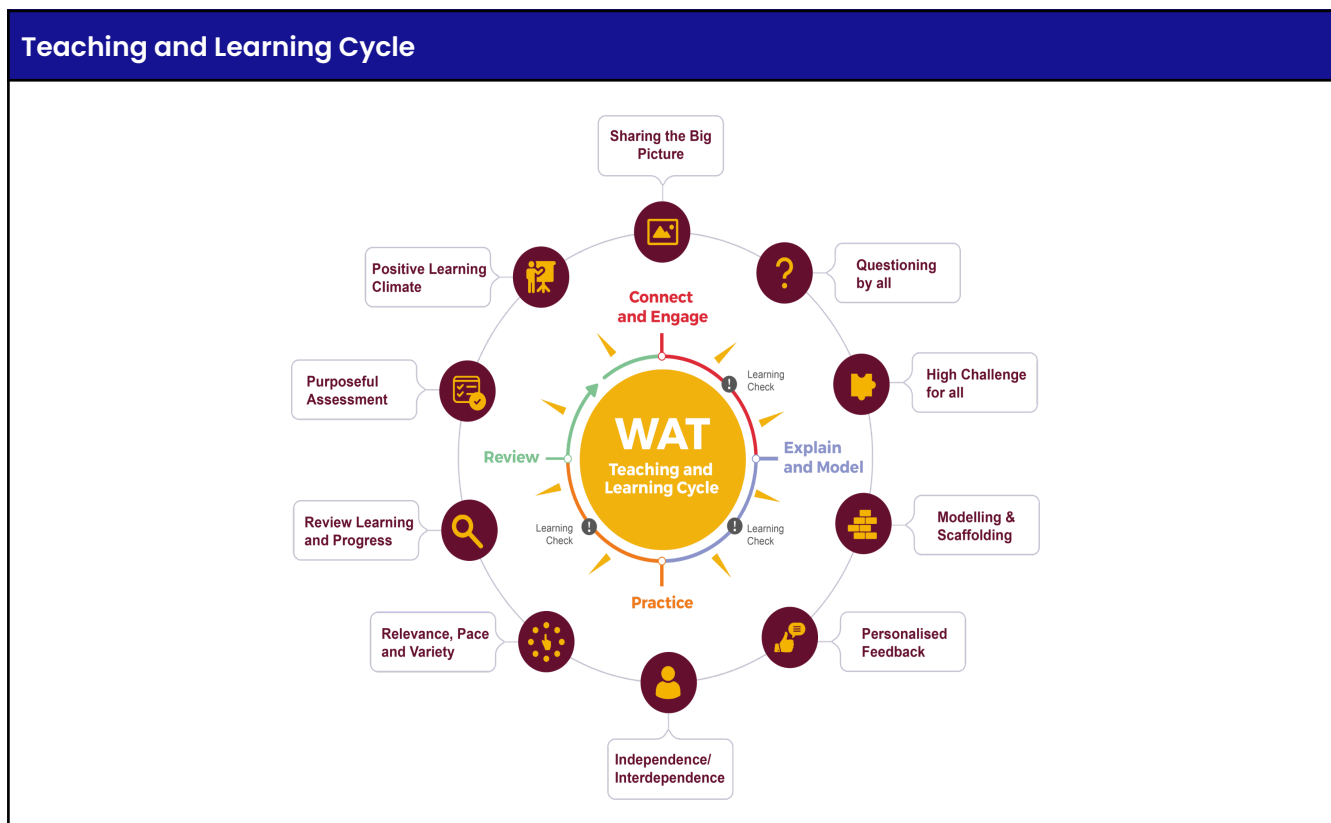 Teaching and Learning Cycle
Sharing the Big
Picture
Positive Learning
Climate
Questioning
by all
Connect
and Engage
Purposeful
Assessment
Learning
Check
High Challenge
for all
WAT
Teaching and
Learning Cycle
Review
Explain
and Model
Review Learning
and Progress
Learning
Check
Learning
Check
Modelling &
Scaffolding
Practice
Relevance, Pace
and Variety
Personalised
Feedback
Independence/
Interdependence